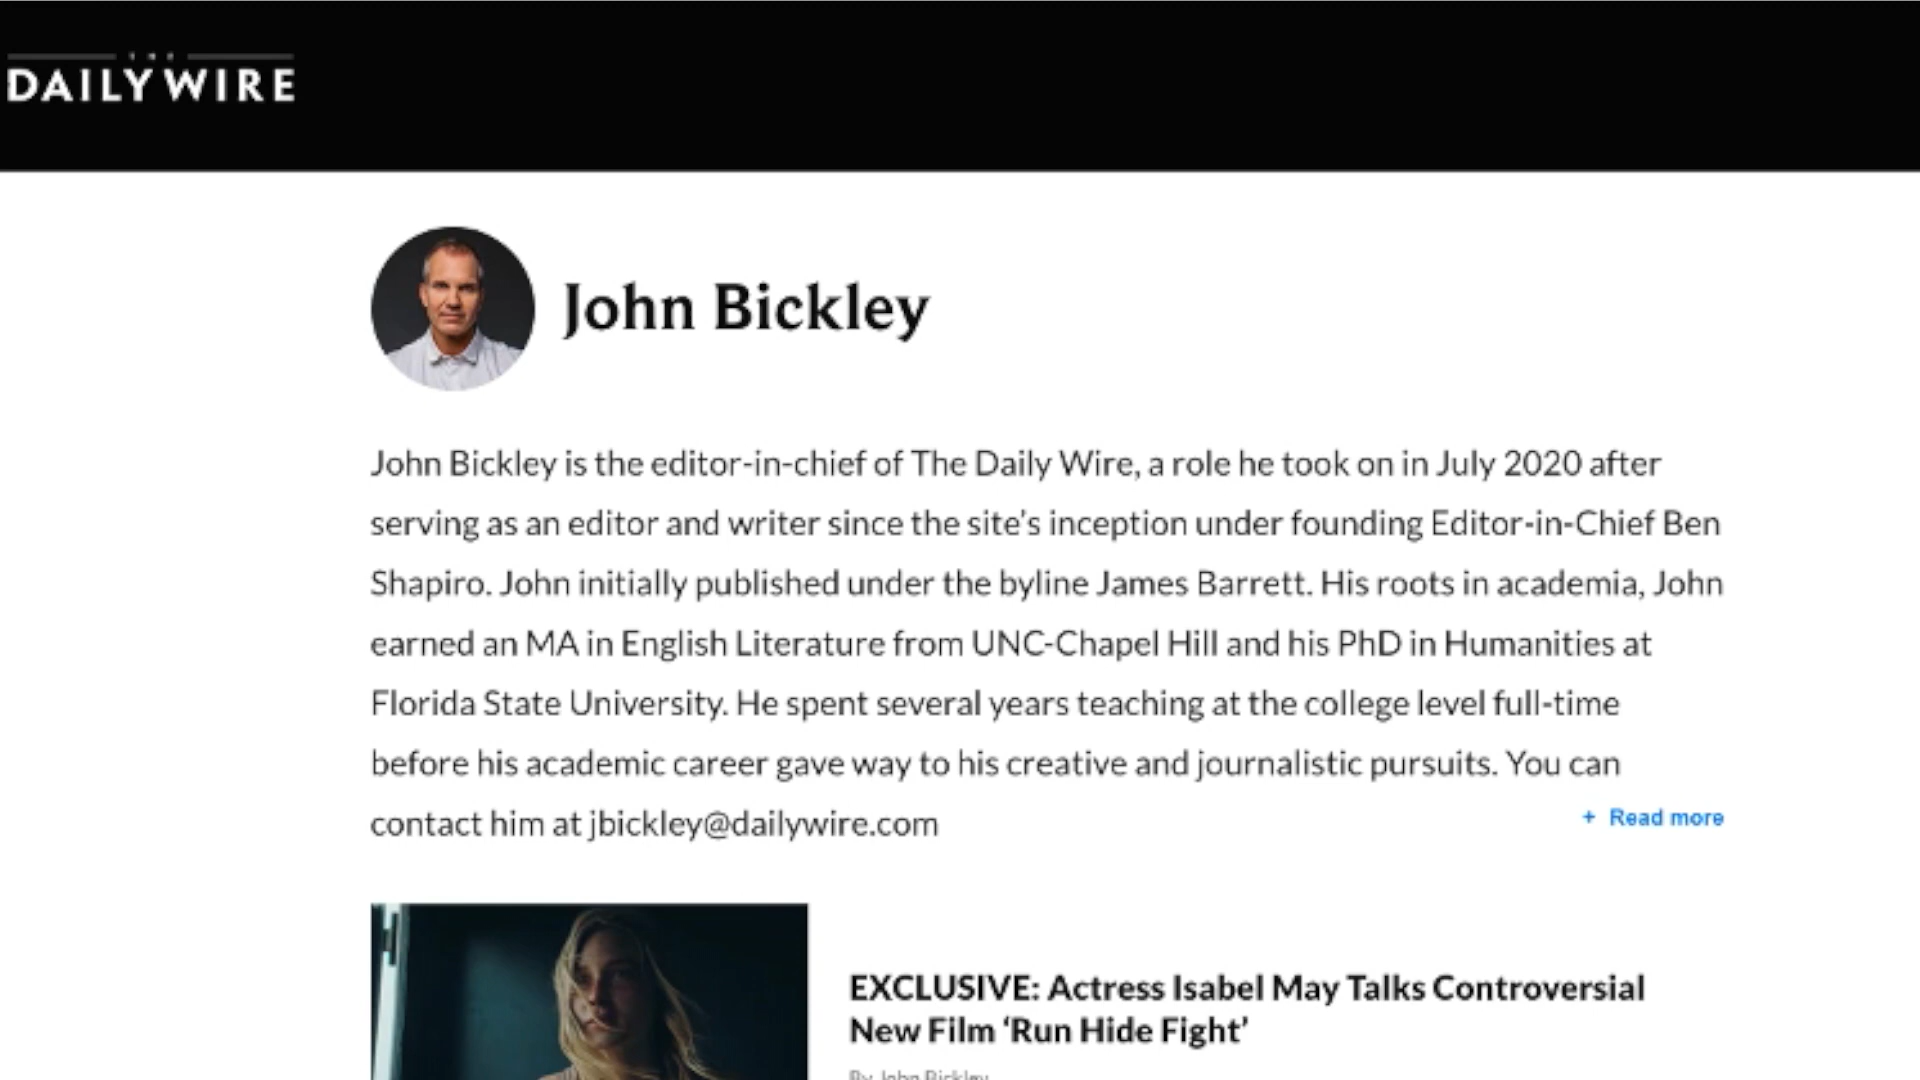 THE
DAILY WIRE
John Bickley
John Bickley is the editor-in-chief of The Daily Wire, a role he took on in July 2020 after
serving as an editor and writer since the site's inception under founding Editor-in-Chief Ben
Shapiro. John initially published under the byline James Barrett. His roots in academia, John
earned an MA in English Literature from UNC-Chapel Hill and his PhD in Humanities at
Florida State University. He spent several years teaching at the college level full-time
before his academic career gave way to his creative and journalistic pursuits. You can
contact him at jbickley@dailywire.com
+ Read more
EXCLUSIVE: Actress Isabel May Talks Controversial
New Film ‘Run Hide Fight’
By John Bickley